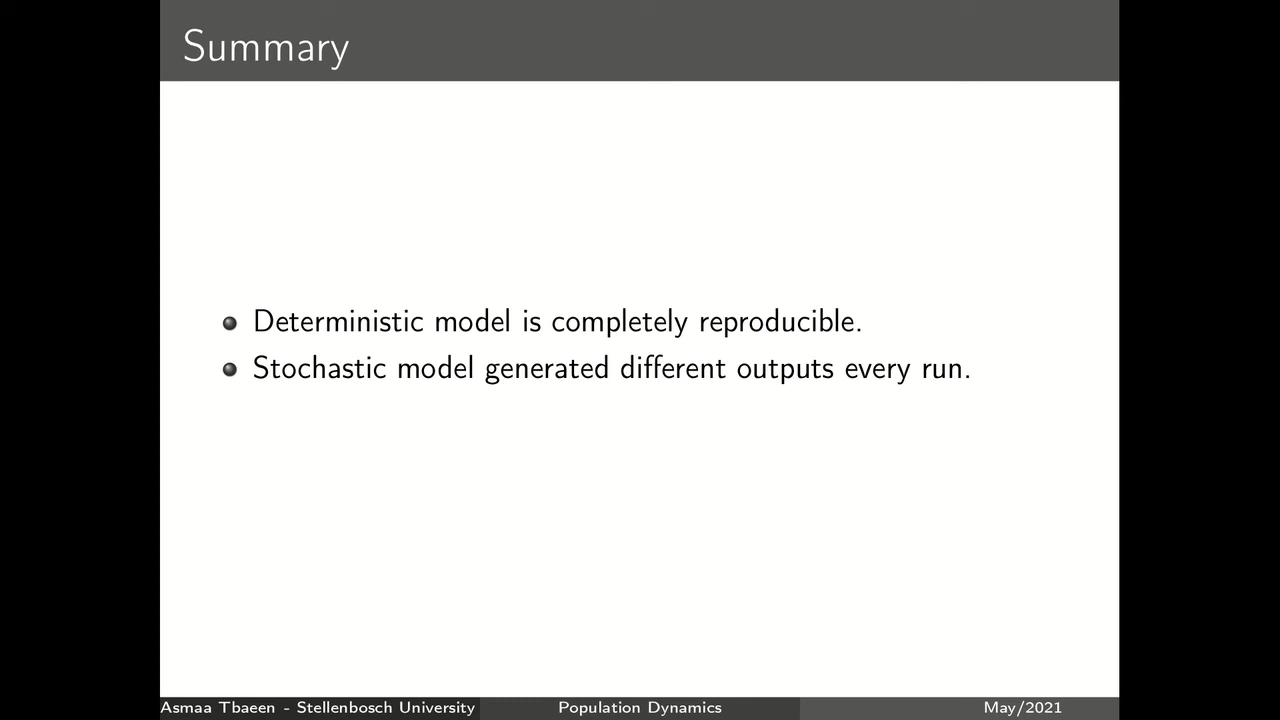 Summary
Deterministic model is completely reproducible.
Stochastic model generated different outputs every run.
Asmaa Tbaeen - Stellenbosch University Population Dynamics May/2021